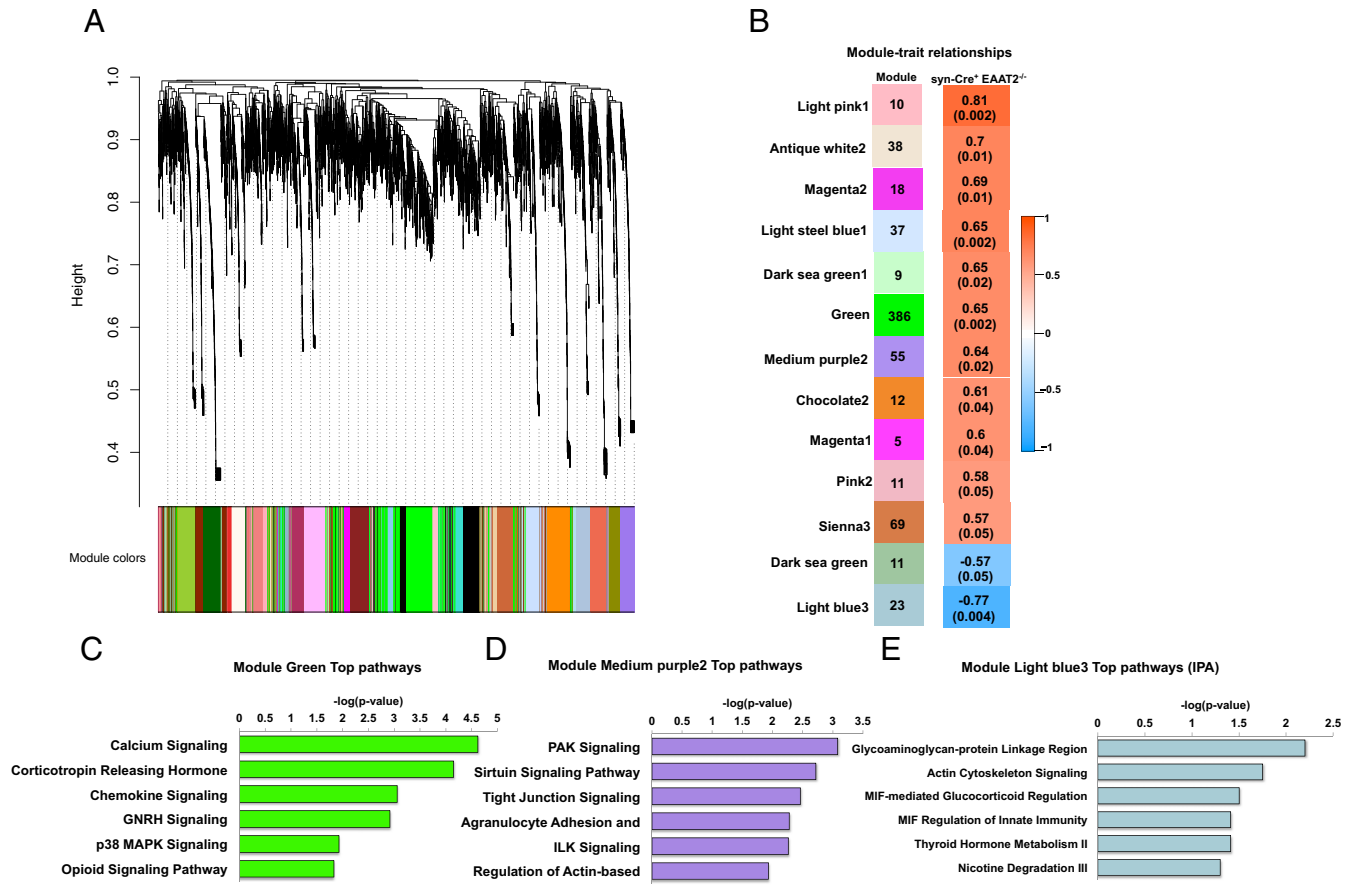 A
1.0
0.9
0.8
0.7
0.6
0.5
0.4
Height
Module colors
B
Module-trait relationships
Module
syn-Cre⁺ EAAT2⁻/⁻
Light pink1 10 0.81 (0.002)
Antique white2 38 0.7 (0.01)
Magenta2 18 0.69 (0.01)
Light steel blue1 37 0.65 (0.002)
Dark sea green1 9 0.65 (0.02)
Green 386 0.65 (0.002)
Medium purple2 55 0.64 (0.02)
Chocolate2 12 0.61 (0.04)
Magenta1 5 0.6 (0.04)
Pink2 11 0.58 (0.05)
Sienna3 69 0.57 (0.05)
Dark sea green 11 -0.57 (0.05)
Light blue3 23 -0.77 (0.004)
1
0.5
0
-0.5
-1
C
Module Green Top pathways
-log(p-value)
0 0.5 1 1.5 2 2.5 3 3.5 4 4.5 5
Calcium Signaling
Corticotropin Releasing Hormone
Chemokine Signaling
GNRH Signaling
p38 MAPK Signaling
Opioid Signaling Pathway
D
Module Medium purple2 Top pathways
-log(p-value)
0 0.5 1 1.5 2 2.5 3 3.5
PAK Signaling
Sirtuin Signaling Pathway
Tight Junction Signaling
Agranulocyte Adhesion and
ILK Signaling
Regulation of Actin-based
E
Module Light blue3 Top pathways (IPA)
-log(p-value)
0 0.5 1 1.5 2 2.5
Glycoaminoglycan-protein Linkage Region
Actin Cytoskeleton Signaling
MIF-mediated Glucocorticoid Regulation
MIF Regulation of Innate Immunity
Thyroid Hormone Metabolism II
Nicotine Degradation III